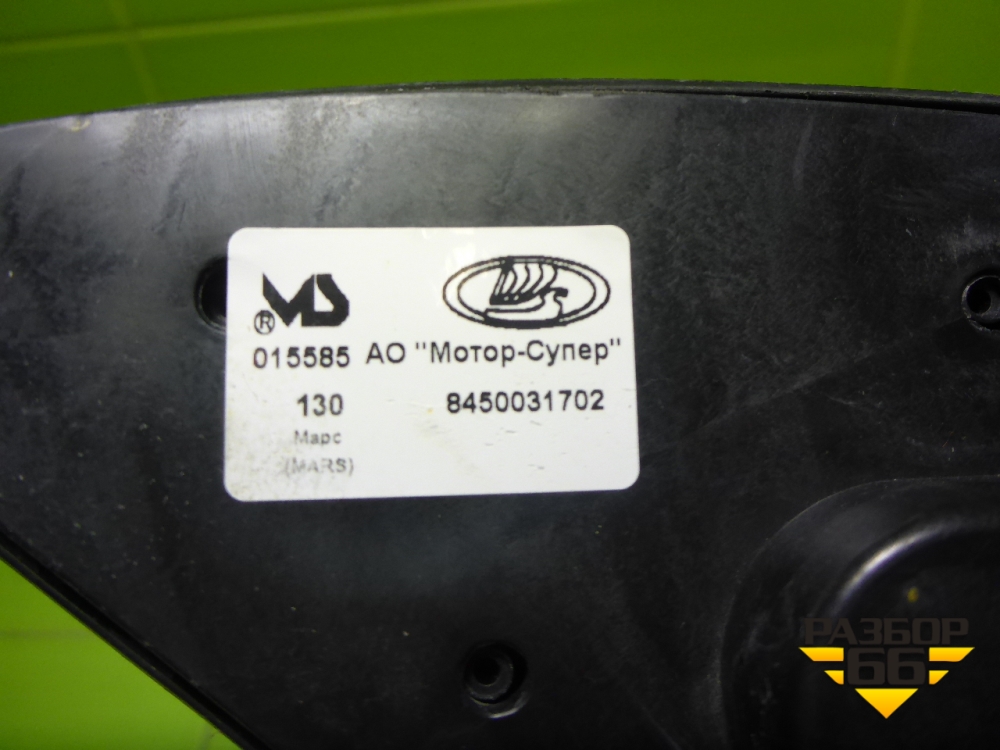 MS
®
015585 АО "Мотор-Супер"
130 8450031702
Марс
(MARS)
РАЗБОР
66